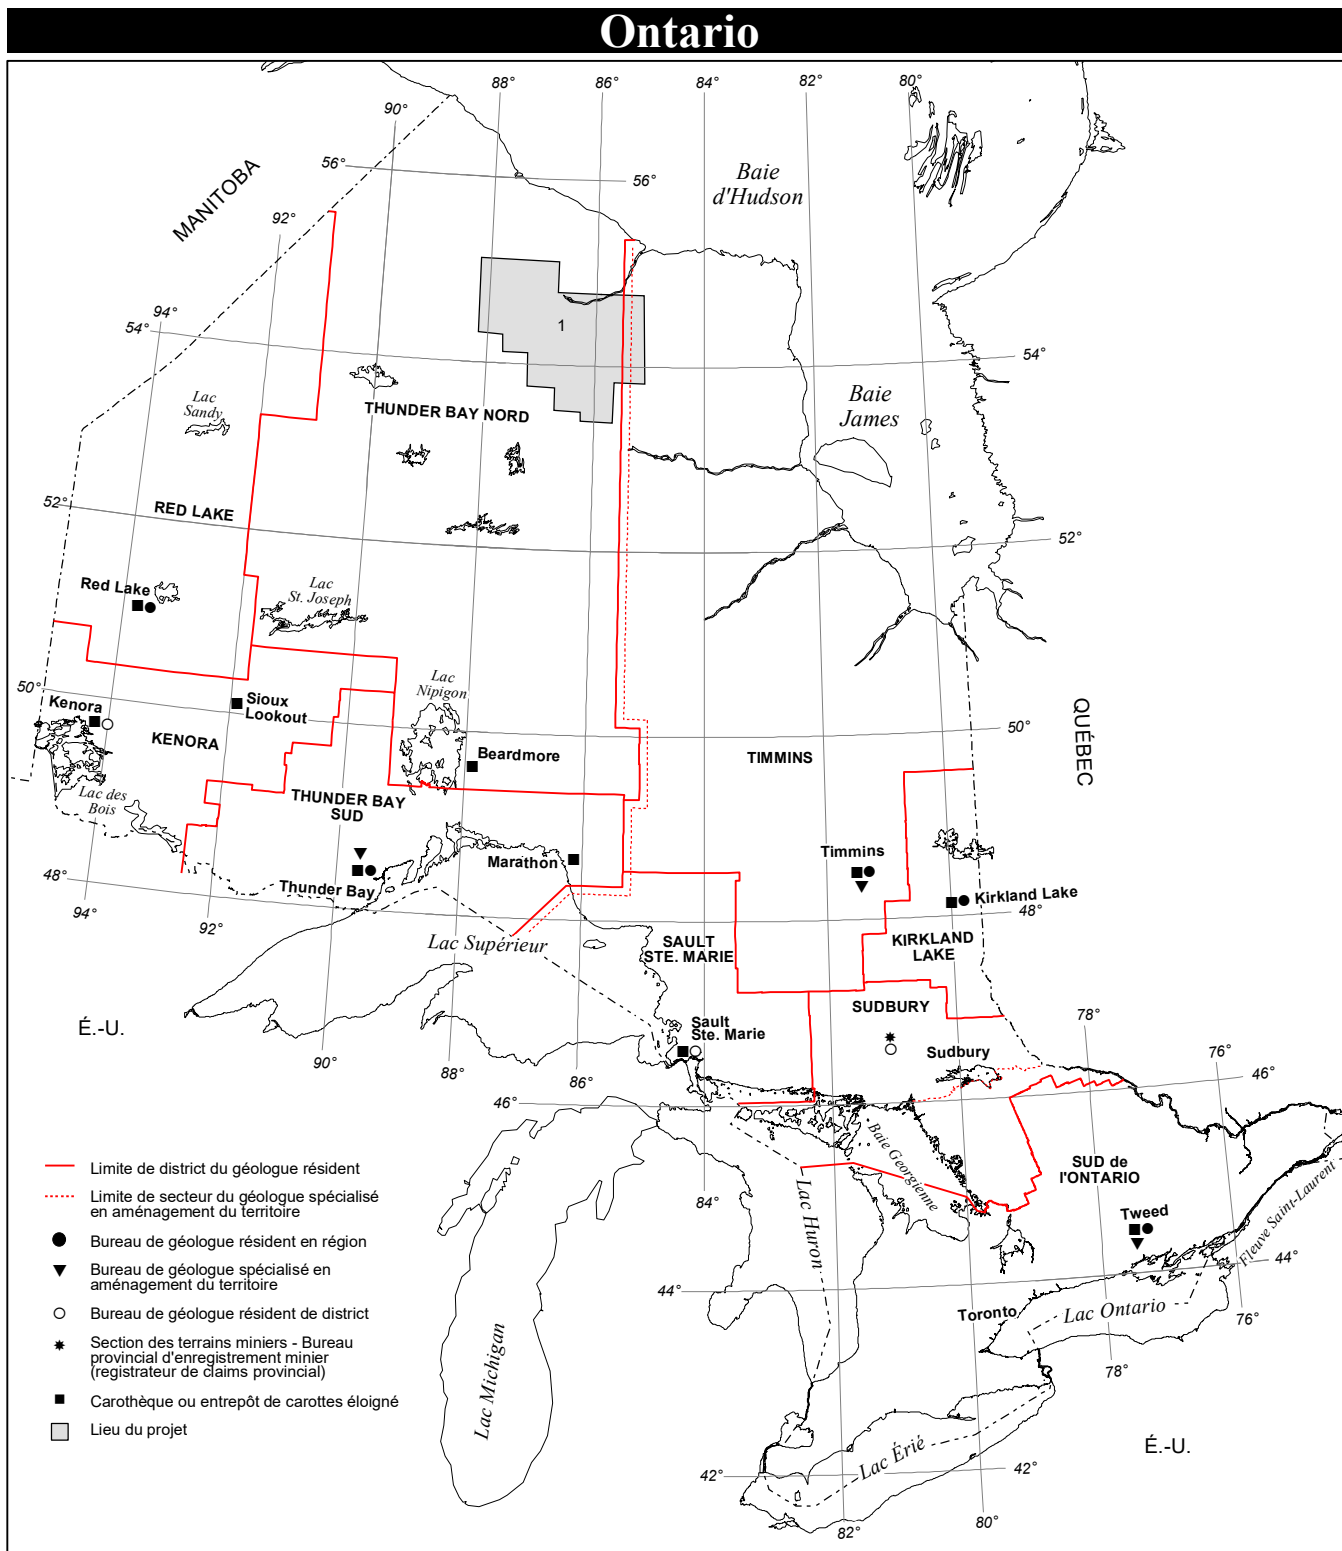 Ontario
88°
86°
84°
82°
80°
90°
56°
56°
MANITOBA
Baie
d'Hudson
92°
94°
54°
1
54°
Lac
Sandy
THUNDER BAY NORD
Baie
James
52°
RED LAKE
52°
Red Lake
Lac
St. Joseph
50°
Kenora
Sioux
Lookout
Lac
Nipigon
KENORA
Beardmore
TIMMINS
50°
QUÉBEC
Lac des
Bois
THUNDER BAY
SUD
48°
Thunder Bay
Marathon
Timmins
Kirkland Lake
94°
92°
48°
Lac Supérieur
SAULT
STE. MARIE
KIRKLAND
LAKE
É.-U.
SUDBURY
Sault
Ste. Marie
Sudbury
78°
76°
90°
88°
86°
46°
46°
Baie Georgienne
84°
Lac Huron
SUD de
l'ONTARIO
Tweed
Fleuve Saint-Laurent
44°
44°
Toronto
Lac Ontario
76°
78°
Lac Michigan
Lac Érié
É.-U.
42°
42°
82°
80°
Limite de district du géologue résident
Limite de secteur du géologue spécialisé
en aménagement du territoire
Bureau de géologue résident en région
Bureau de géologue spécialisé en
aménagement du territoire
Bureau de géologue résident de district
Section des terrains miniers - Bureau
provincial d'enregistrement minier
(registrateur de claims provincial)
Carothèque ou entrepôt de carottes éloigné
Lieu du projet